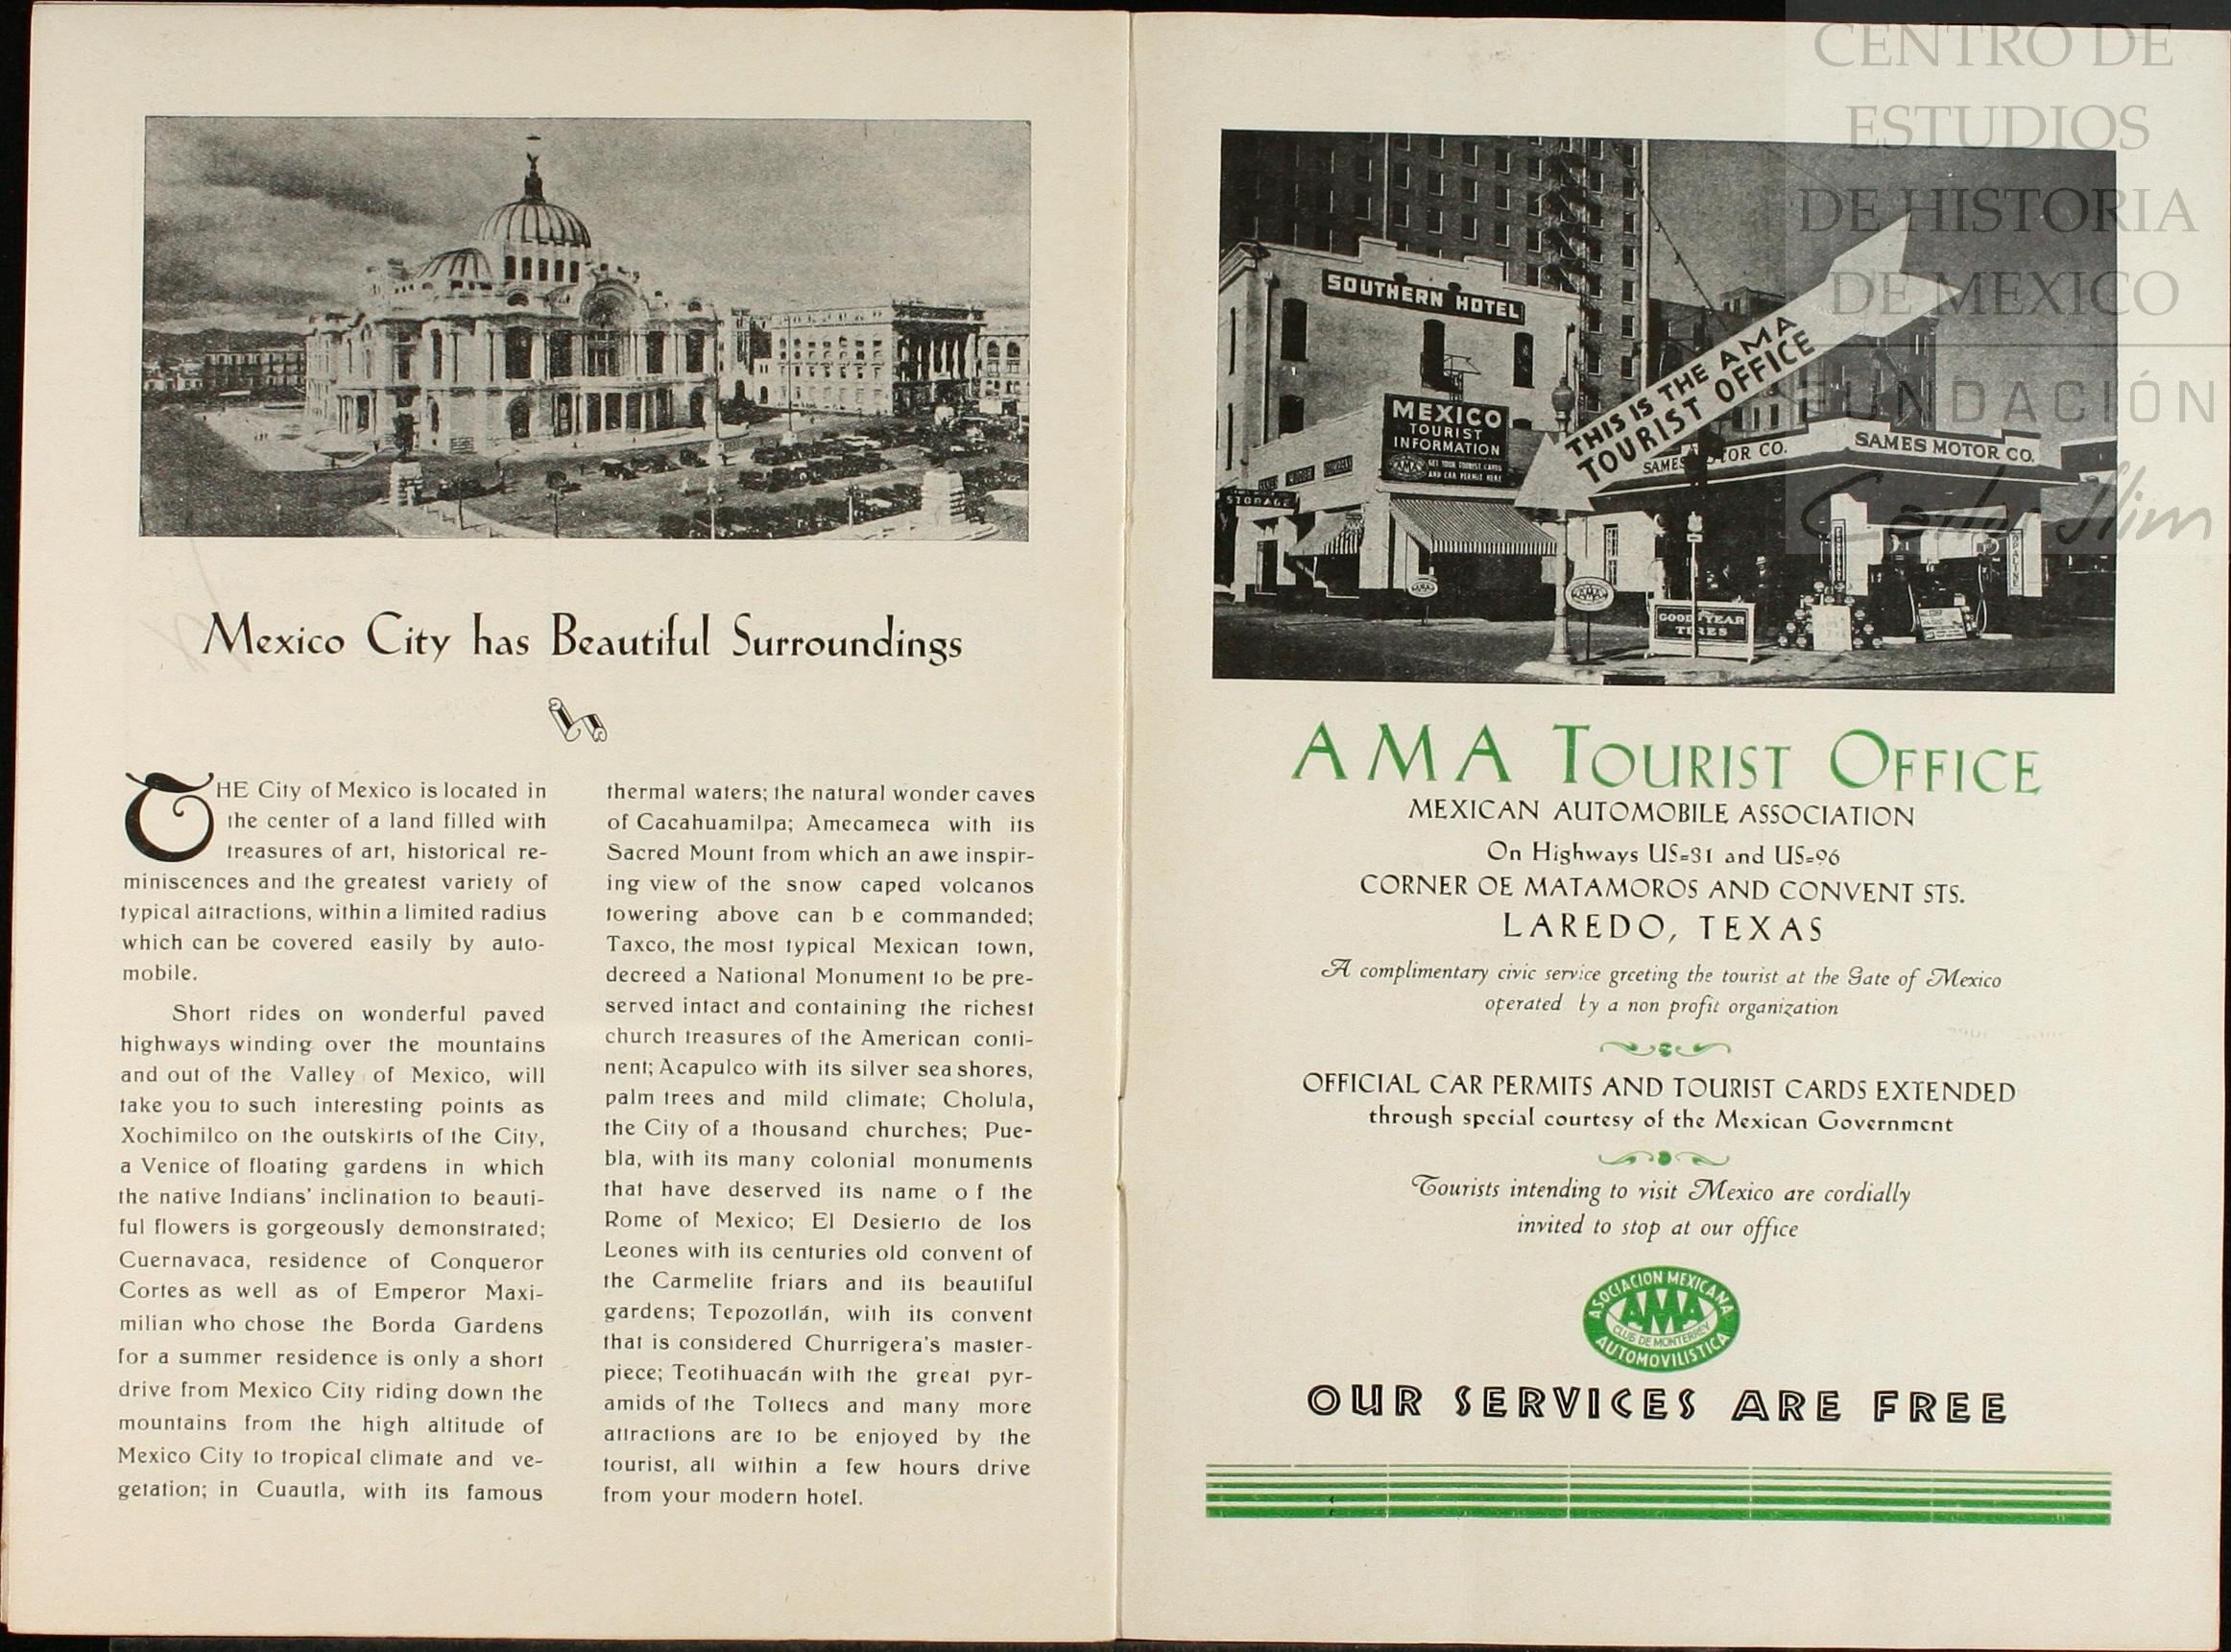 Mexico City has Beautiful Surroundings
THE City of Mexico is located in
the center of a land filled with
treasures of art, historical re-
miniscences and the greatest variety of
typical attractions, within a limited radius
which can be covered easily by auto-
mobile.
Short rides on wonderful paved
highways winding over the mountains
and out of the Valley of Mexico, will
take you to such interesting points as
Xochimilco on the outskirts of the City,
a Venice of floating gardens in which
the native Indians' inclination to beauti-
ful flowers is gorgeously demonstrated;
Cuernavaca, residence of Conqueror
Cortes as well as of Emperor Maxi-
milian who chose the Borda Gardens
for a summer residence is only a short
drive from Mexico City riding down the
mountains from the high altitude of
Mexico City to tropical climate and ve-
getation; in Cuautla, with its famous
thermal waters; the natural wonder caves
of Cacahuamilpa; Amecameca with its
Sacred Mount from which an awe inspir-
ing view of the snow caped volcanos
towering above can be commanded;
Taxco, the most typical Mexican town,
decreed a National Monument to be pre-
served intact and containing the richest
church treasures of the American conti-
nent; Acapulco with its silver sea shores,
palm trees and mild climate; Cholula,
the City of a thousand churches; Pue-
bla, with its many colonial monuments
that have deserved its name of the
Rome of Mexico; El Desierto de los
Leones with its centuries old convent of
the Carmelite friars and its beautiful
gardens; Tepozotlán, with its convent
that is considered Churrigera's master-
piece; Teotihuacán with the great pyr-
amids of the Toltecs and many more
attractions are to be enjoyed by the
tourist, all within a few hours drive
from your modern hotel.
CENTRO DE
ESTUDIOS
DE HISTORIA
DE MEXICO
FUNDACIÓN
Carlos Slim
SOUTHERN HOTEL
MEXICO
TOURIST
INFORMATION
AMA
GET YOUR TOURIST CARDS
AND CAR PERMIT HERE
STORAGE
THIS IS THE AMA
TOURIST OFFICE
SAMES MOTOR CO.
SAMES MOTOR CO.
AMA
AMA
GOODYEAR
TIRES
AMA TOURIST OFFICE
MEXICAN AUTOMOBILE ASSOCIATION
On Highways US=81 and US=96
CORNER OE MATAMOROS AND CONVENT STS.
LAREDO, TEXAS
A complimentary civic service greeting the tourist at the Gate of Mexico
operated by a non profit organization
OFFICIAL CAR PERMITS AND TOURIST CARDS EXTENDED
through special courtesy of the Mexican Government
Tourists intending to visit Mexico are cordially
invited to stop at our office
ASOCIACION MEXICANA
AMA
CLUB DE MONTERREY
AUTOMOVILISTICA
OUR SERVICES ARE FREE